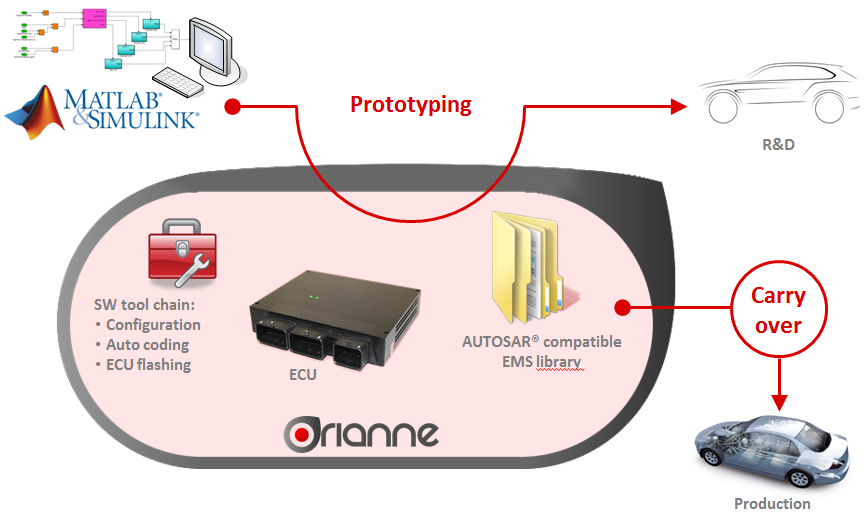 MATLAB®
&SIMULINK®
Prototyping
R&D
SW tool chain:
• Configuration
• Auto coding
• ECU flashing
ECU
AUTOSAR® compatible
EMS library
Carry
over
Orianne
Production